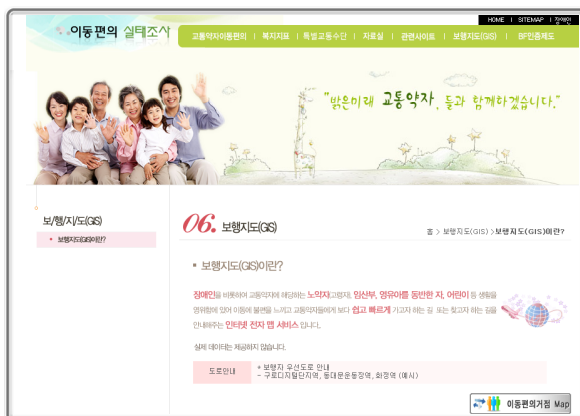 HOME | SITEMAP | 장애인
이동편의 실태조사
교통약자이동편의 | 복지지표 | 특별교통수단 | 자료실 | 관련사이트 | 보행지도(GIS) | BF인증제도
"밝은미래 교통약자, 들과 함께하겠습니다."
보/행/지/도(GIS)
보행지도(GIS)이란?
06. 보행지도(GIS)
홈 > 보행지도(GIS) >보행지도(GIS)이란?
보행지도(GIS)이란?
장애인을 비롯하여 교통약자에 해당하는 노약자고령자, 임산부, 영유아를 동반한 자, 어린이 등 생활을
영위함에 있어 이동에 불편을 느끼고 교통약자들에게 보다 쉽고 빠르게 가고자 하는 길 또는 찾고자 하는 길을
안내해주는 인터넷 전자 맵 서비스 입니다.
실제 데이터는 제공하지 않습니다.
도로안내
* 보행자 우선도로 안내
- 구로디지털단지역, 동대문운동장역, 화정역 (예시)
이동편의거점 Map